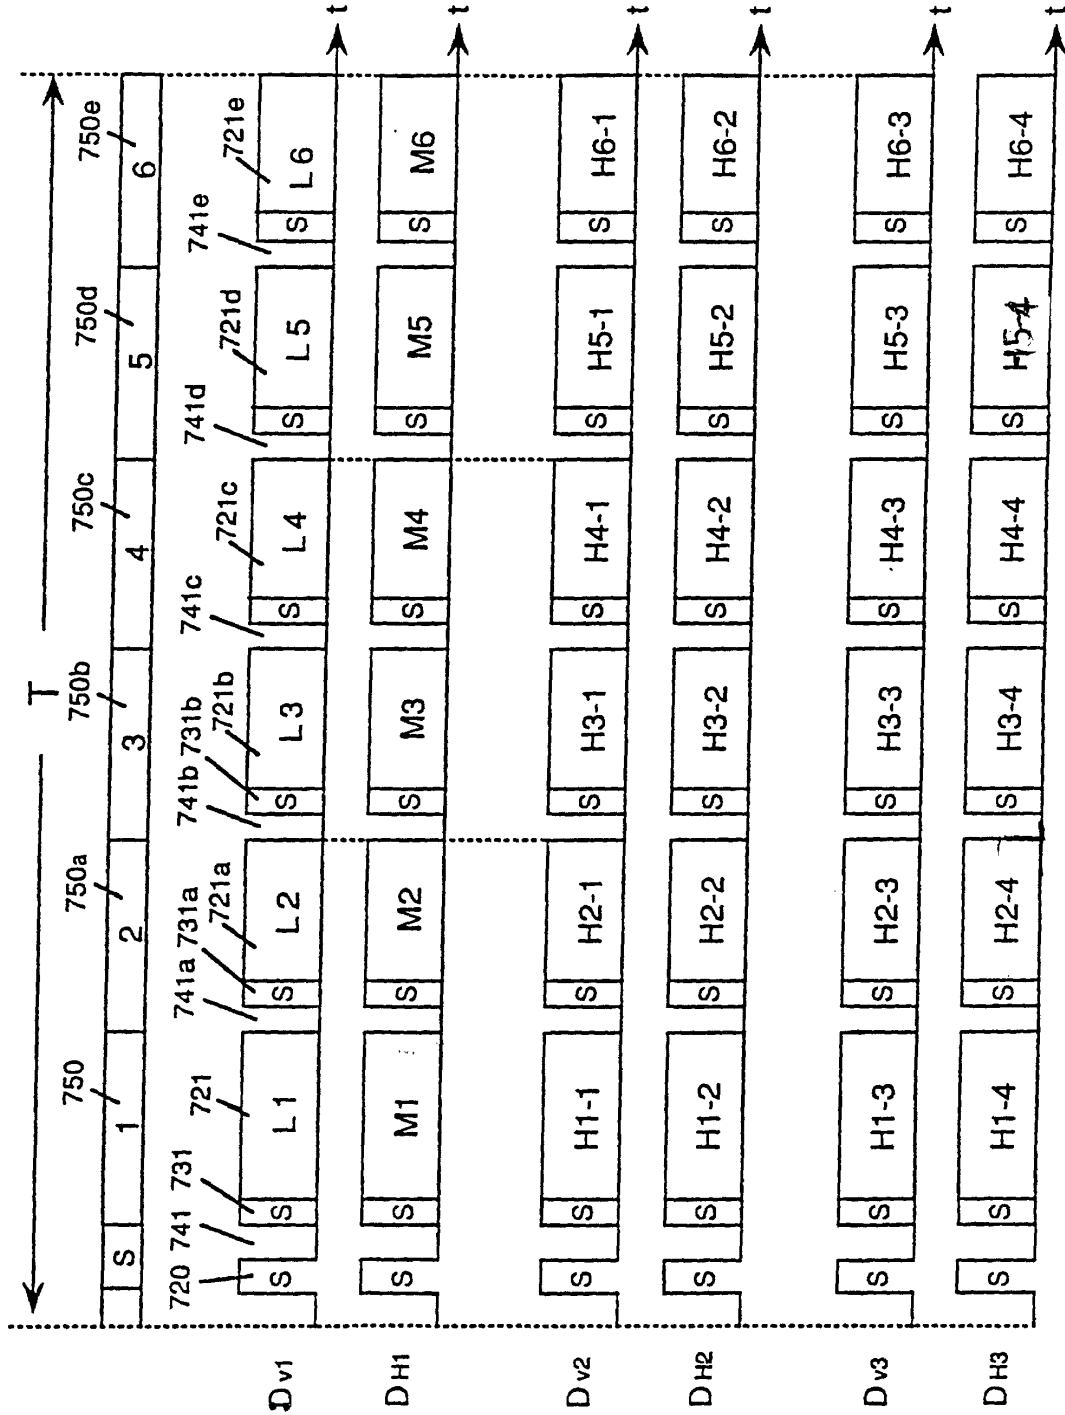 T
750 750a 750b 750c 750d 750e
S 1 2 3 4 5 6
720 741 731 721 741a 731a 721a 741b 731b 721b 741c 721c 741d 721d 741e 721e
Dv1 S S L1 S L2 S L3 S L4 S L5 S L6 t
DH1 S S M1 S M2 S M3 S M4 S M5 S M6 t
Dv2 S S H1-1 S H2-1 S H3-1 S H4-1 S H5-1 S H6-1 t
DH2 S S H1-2 S H2-2 S H3-2 S H4-2 S H5-2 S H6-2 t
Dv3 S S H1-3 S H2-3 S H3-3 S H4-3 S H5-3 S H6-3 t
DH3 S S H1-4 S H2-4 S H3-4 S H4-4 S H5-4 S H6-4 t